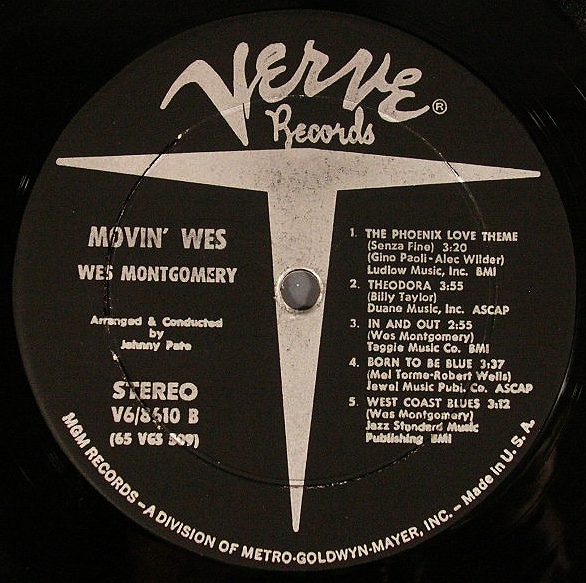 VERVE®
Records
MOVIN' WES
WES MONTGOMERY
Arranged & Conducted
by
Johnny Pate
STEREO
V6/8610 B
(65 VGS 309)
1. THE PHOENIX LOVE THEME
(Senza Fine) 3:20
(Gino Paoli-Alec Wilder)
Ludlow Music, Inc. BMI
2. THEODORA 3:55
(Billy Taylor)
Duane Music, Inc. ASCAP
3. IN AND OUT 2:55
(Wes Montgomery)
Taggie Music Co. BMI
4. BORN TO BE BLUE 3:37
(Mel Torme-Robert Wells)
Jewel Music Publ. Co. ASCAP
5. WEST COAST BLUES 3:12
(Wes Montgomery)
Jazz Standard Music
Publishing BMI
MGM RECORDS – A DIVISION OF METRO-GOLDWYN-MAYER, INC. – Made in U.S.A.